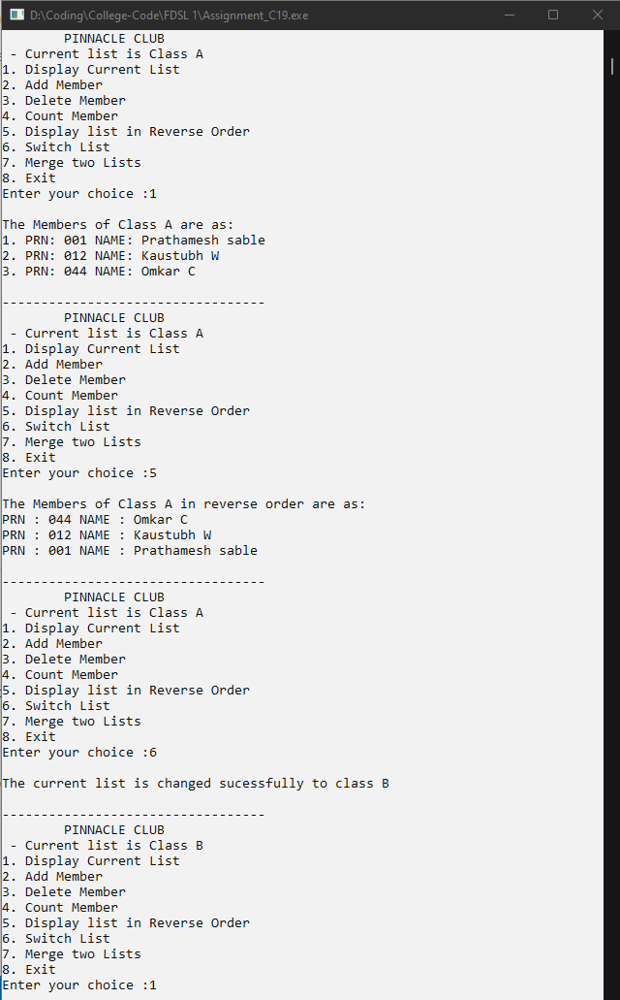 D:\Coding\College-Code\FDSL 1\Assignment_C19.exe
PINNACLE CLUB
- Current list is Class A
1. Display Current List
2. Add Member
3. Delete Member
4. Count Member
5. Display list in Reverse Order
6. Switch List
7. Merge two Lists
8. Exit
Enter your choice :1

The Members of Class A are as:
1. PRN: 001 NAME: Prathamesh sable
2. PRN: 012 NAME: Kaustubh W
3. PRN: 044 NAME: Omkar C

----------------------------------
PINNACLE CLUB
- Current list is Class A
1. Display Current List
2. Add Member
3. Delete Member
4. Count Member
5. Display list in Reverse Order
6. Switch List
7. Merge two Lists
8. Exit
Enter your choice :5

The Members of Class A in reverse order are as:
PRN : 044 NAME : Omkar C
PRN : 012 NAME : Kaustubh W
PRN : 001 NAME : Prathamesh sable

----------------------------------
PINNACLE CLUB
- Current list is Class A
1. Display Current List
2. Add Member
3. Delete Member
4. Count Member
5. Display list in Reverse Order
6. Switch List
7. Merge two Lists
8. Exit
Enter your choice :6

The current list is changed sucessfully to class B

----------------------------------
PINNACLE CLUB
- Current list is Class B
1. Display Current List
2. Add Member
3. Delete Member
4. Count Member
5. Display list in Reverse Order
6. Switch List
7. Merge two Lists
8. Exit
Enter your choice :1